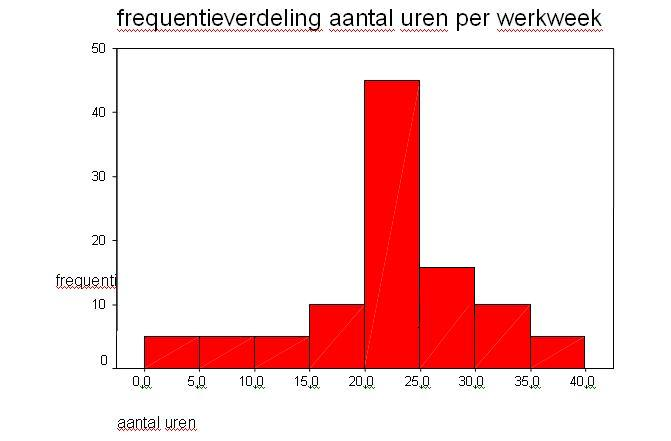 frequentieverdeling aantal uren per werkweek
50
40
30
20
frequenti
10
0
0,0 5,0 10,0 15,0 20,0 25,0 30,0 35,0 40,0
aantal uren